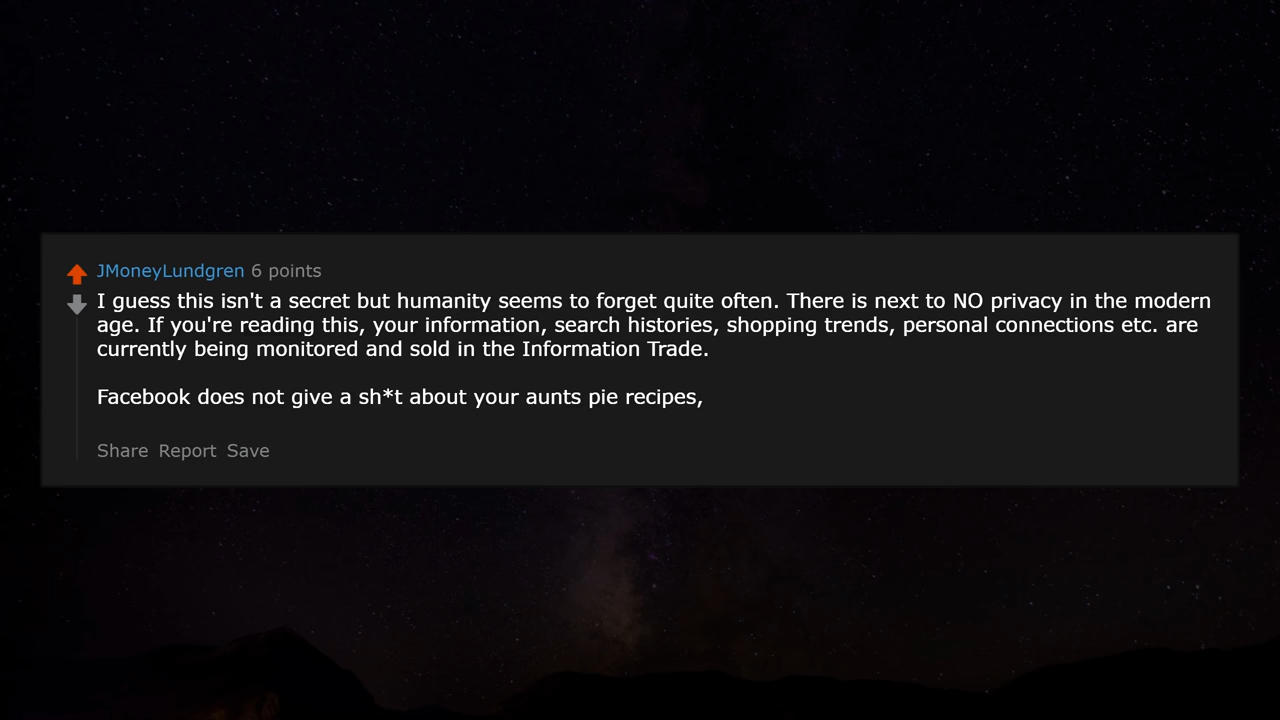 JMoneyLundgren 6 points
I guess this isn't a secret but humanity seems to forget quite often. There is next to NO privacy in the modern
age. If you're reading this, your information, search histories, shopping trends, personal connections etc. are
currently being monitored and sold in the Information Trade.
Facebook does not give a sh*t about your aunts pie recipes,
Share Report Save